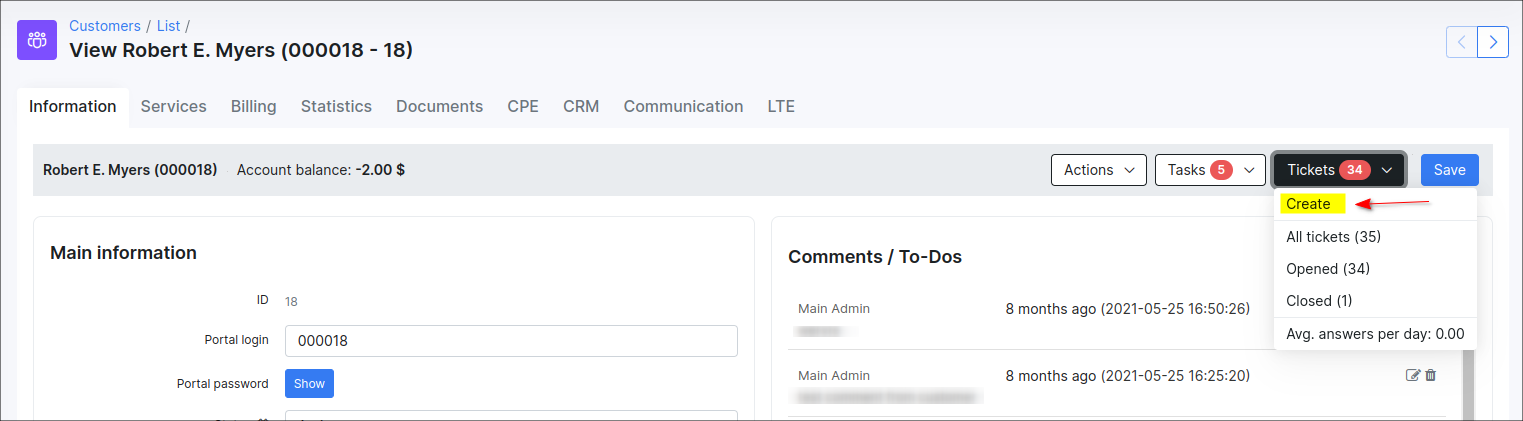 Customers / List /
View Robert E. Myers (000018 - 18)
Information Services Billing Statistics Documents CPE CRM Communication LTE
Robert E. Myers (000018) Account balance: -2.00 $ Actions Tasks 5 Tickets 34 Save
Create
All tickets (35)
Opened (34)
Closed (1)
Avg. answers per day: 0.00
Main information
ID 18
Portal login 000018
Portal password Show
Comments / To-Dos
Main Admin 8 months ago (2021-05-25 16:50:26)
Main Admin 8 months ago (2021-05-25 16:25:20)